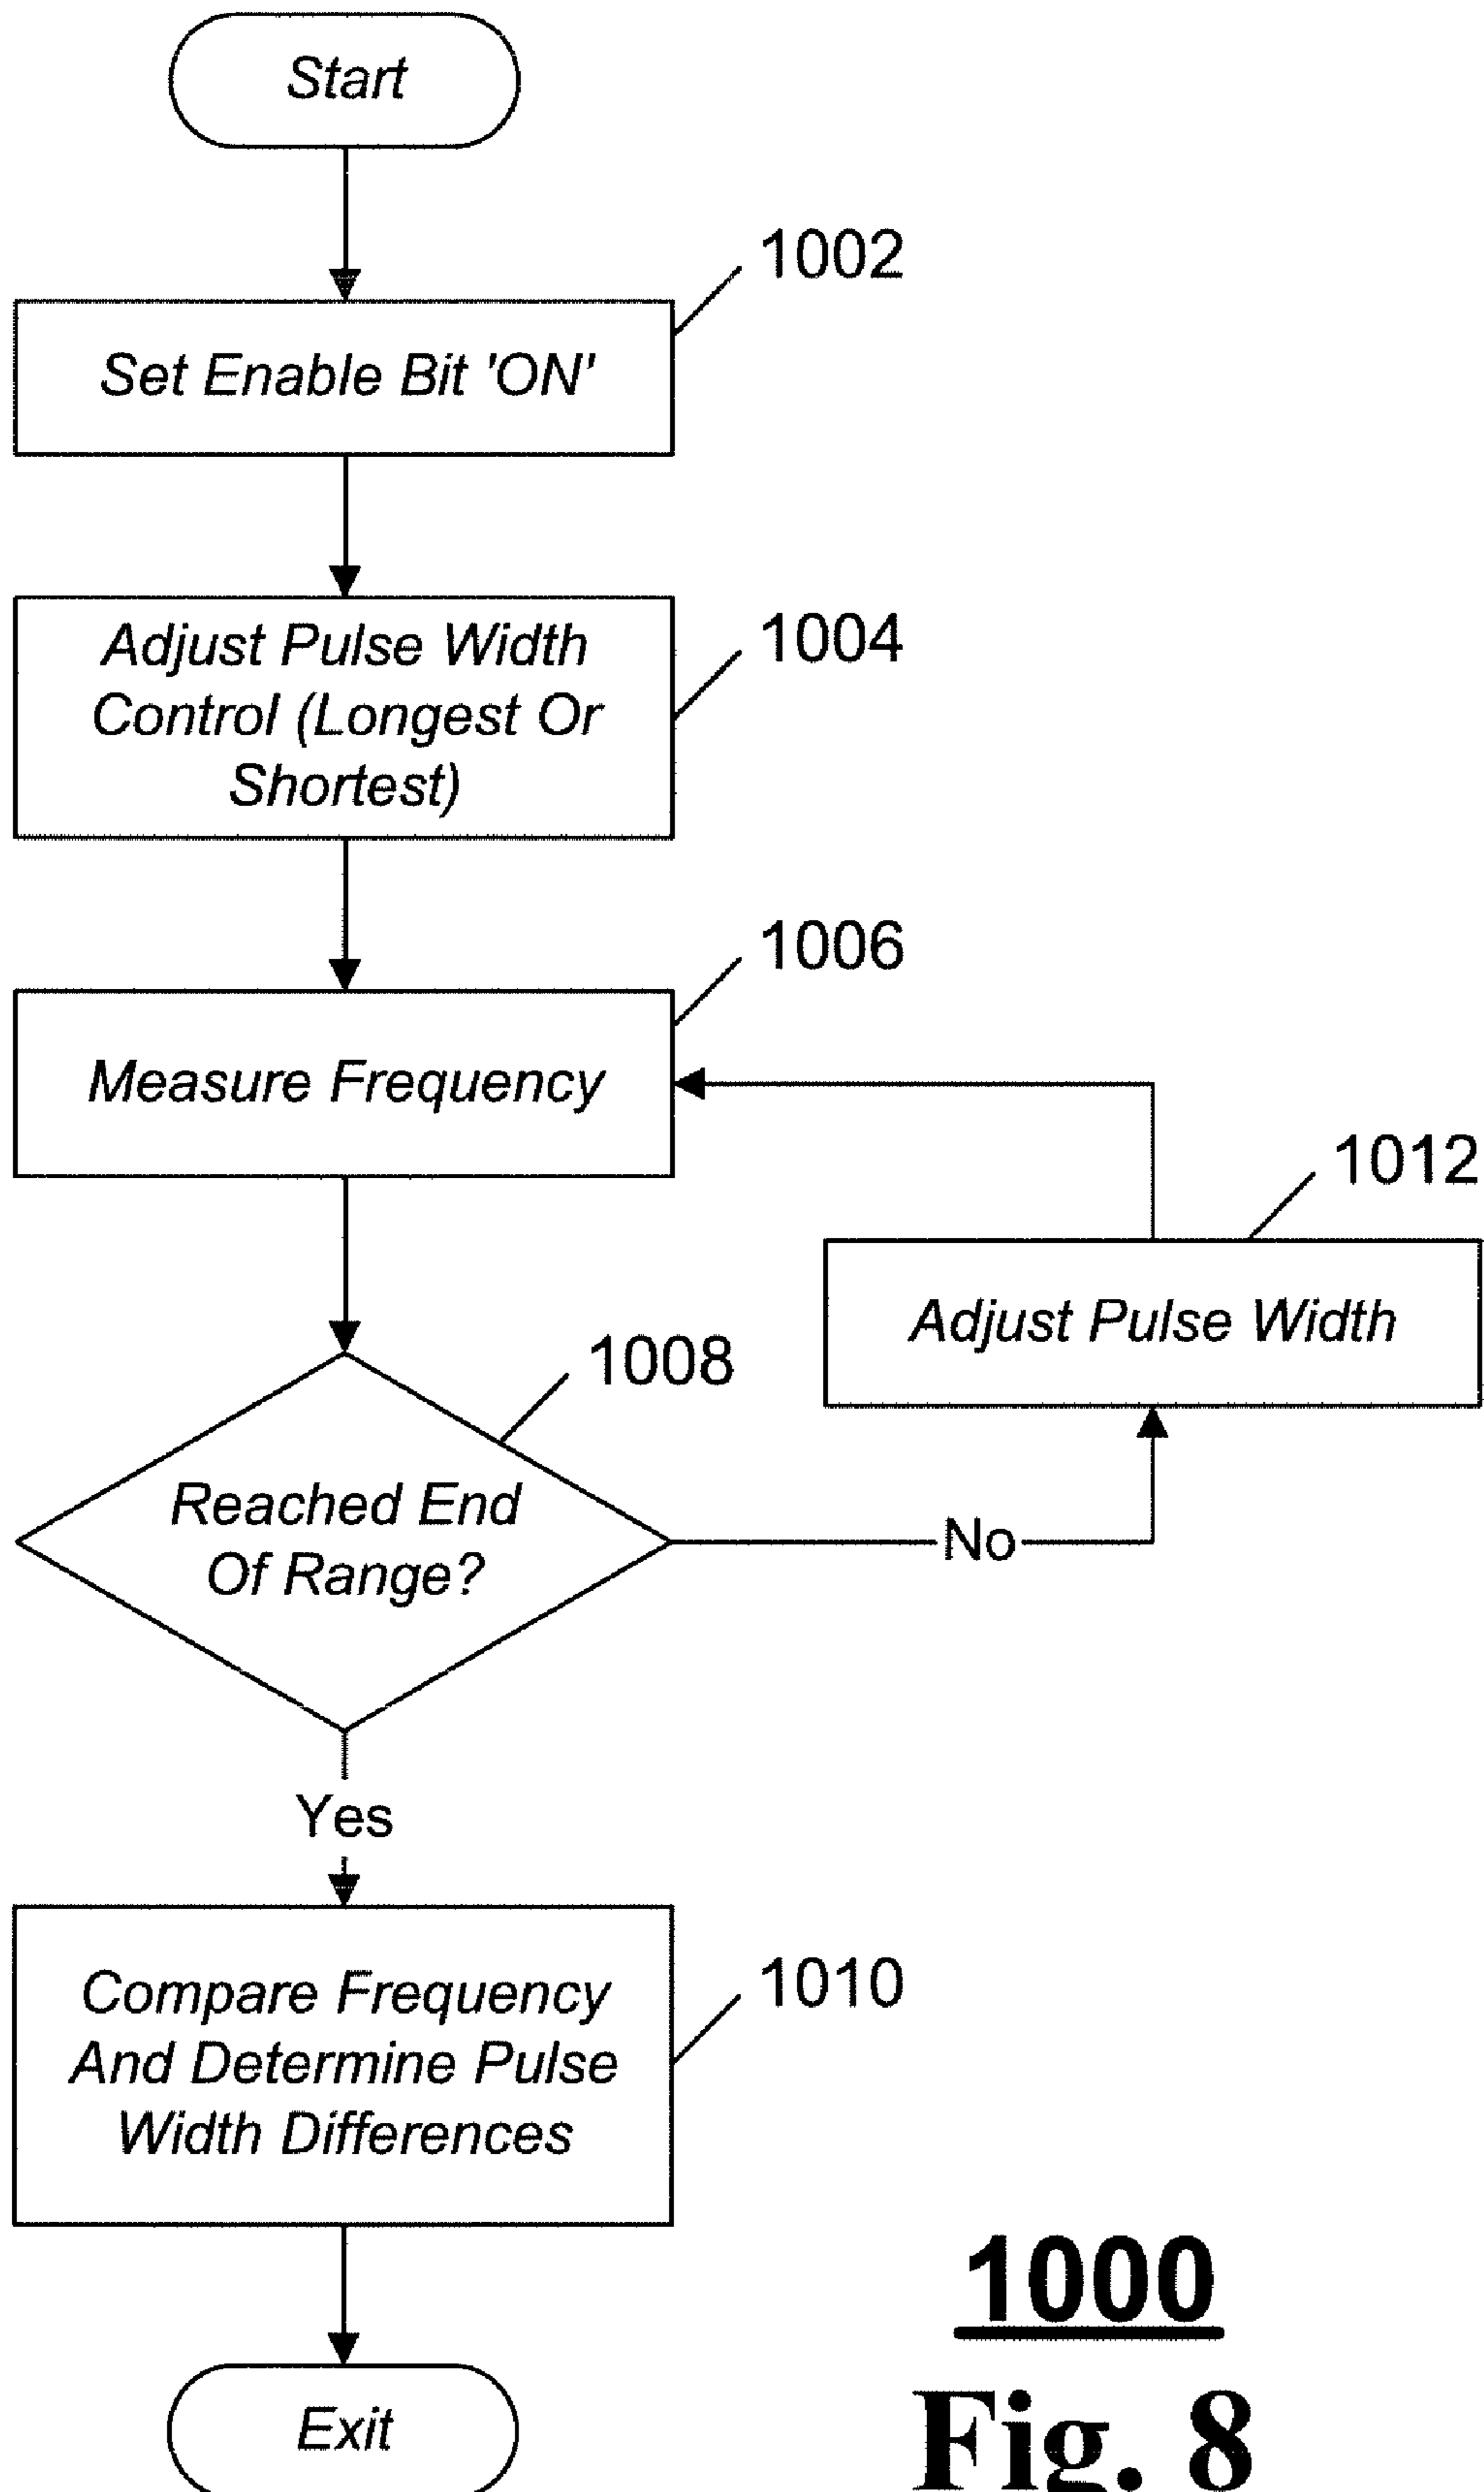 Start
1002
Set Enable Bit 'ON'
1004
Adjust Pulse Width
Control (Longest Or
Shortest)
1006
Measure Frequency
1012
Adjust Pulse Width
1008
Reached End
Of Range?
No
Yes
1010
Compare Frequency
And Determine Pulse
Width Differences
Exit
1000
Fig. 8